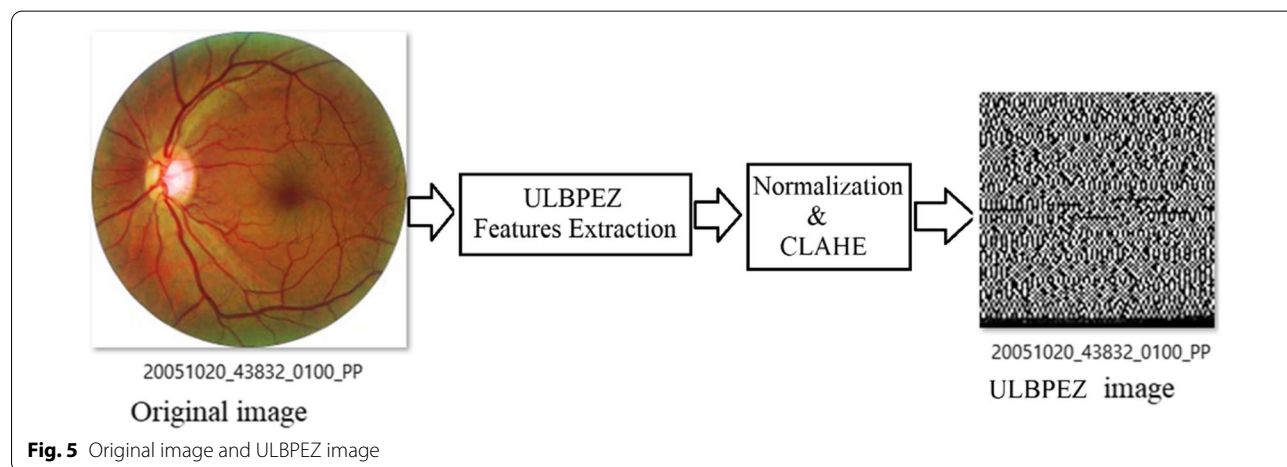 20051020_43832_0100_PP
Original image
ULBPEZ
Features Extraction
Normalization
&
CLAHE
20051020_43832_0100_PP
ULBPEZ image
Fig. 5 Original image and ULBPEZ image